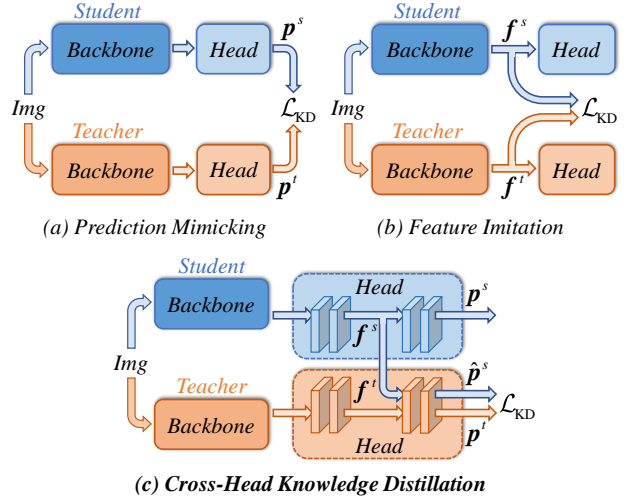 Student
Backbone
Head
p^s
Img
L_KD
Teacher
Backbone
Head
p^t
(a) Prediction Mimicking
Student
Backbone
f^s
Head
Img
L_KD
Teacher
Backbone
f^t
Head
(b) Feature Imitation
Student
Backbone
Head
f^s
p^s
Img
Teacher
Backbone
f^t
Head
p̂^s
L_KD
p^t
(c) Cross-Head Knowledge Distillation